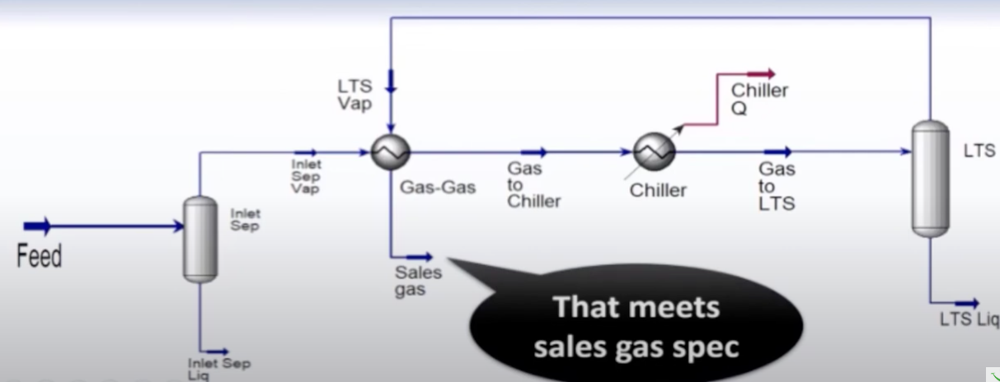 LTS
Vap
Chiller
Q
Inlet
Sep
Vap
Gas-Gas
Gas
to
Chiller
Chiller
Gas
to
LTS
LTS
Inlet
Sep
Feed
Sales
gas
That meets
sales gas spec
LTS Liq
Inlet Sep
Liq